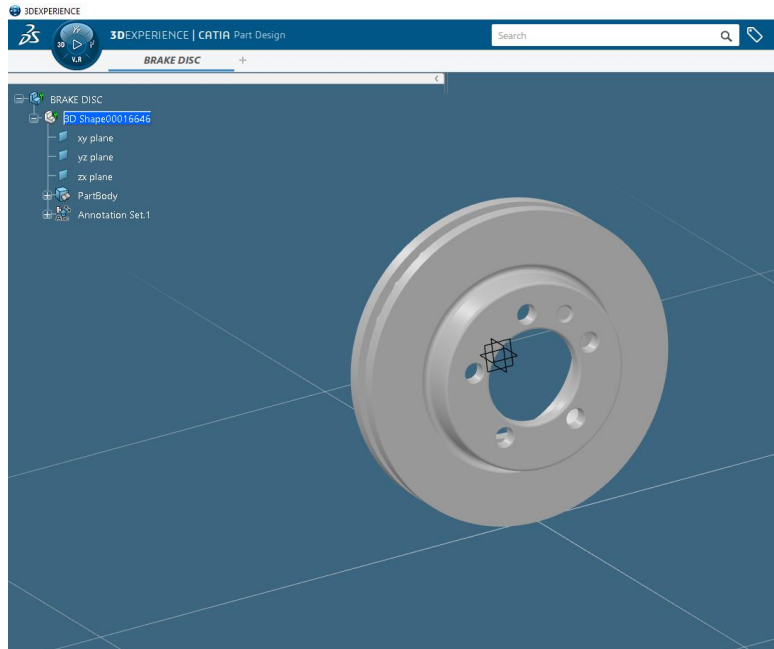 3DEXPERIENCE
3DEXPERIENCE | CATIA Part Design
Search
3D
V.R
BRAKE DISC +
BRAKE DISC
3D Shape00016646
xy plane
yz plane
zx plane
PartBody
Annotation Set.1